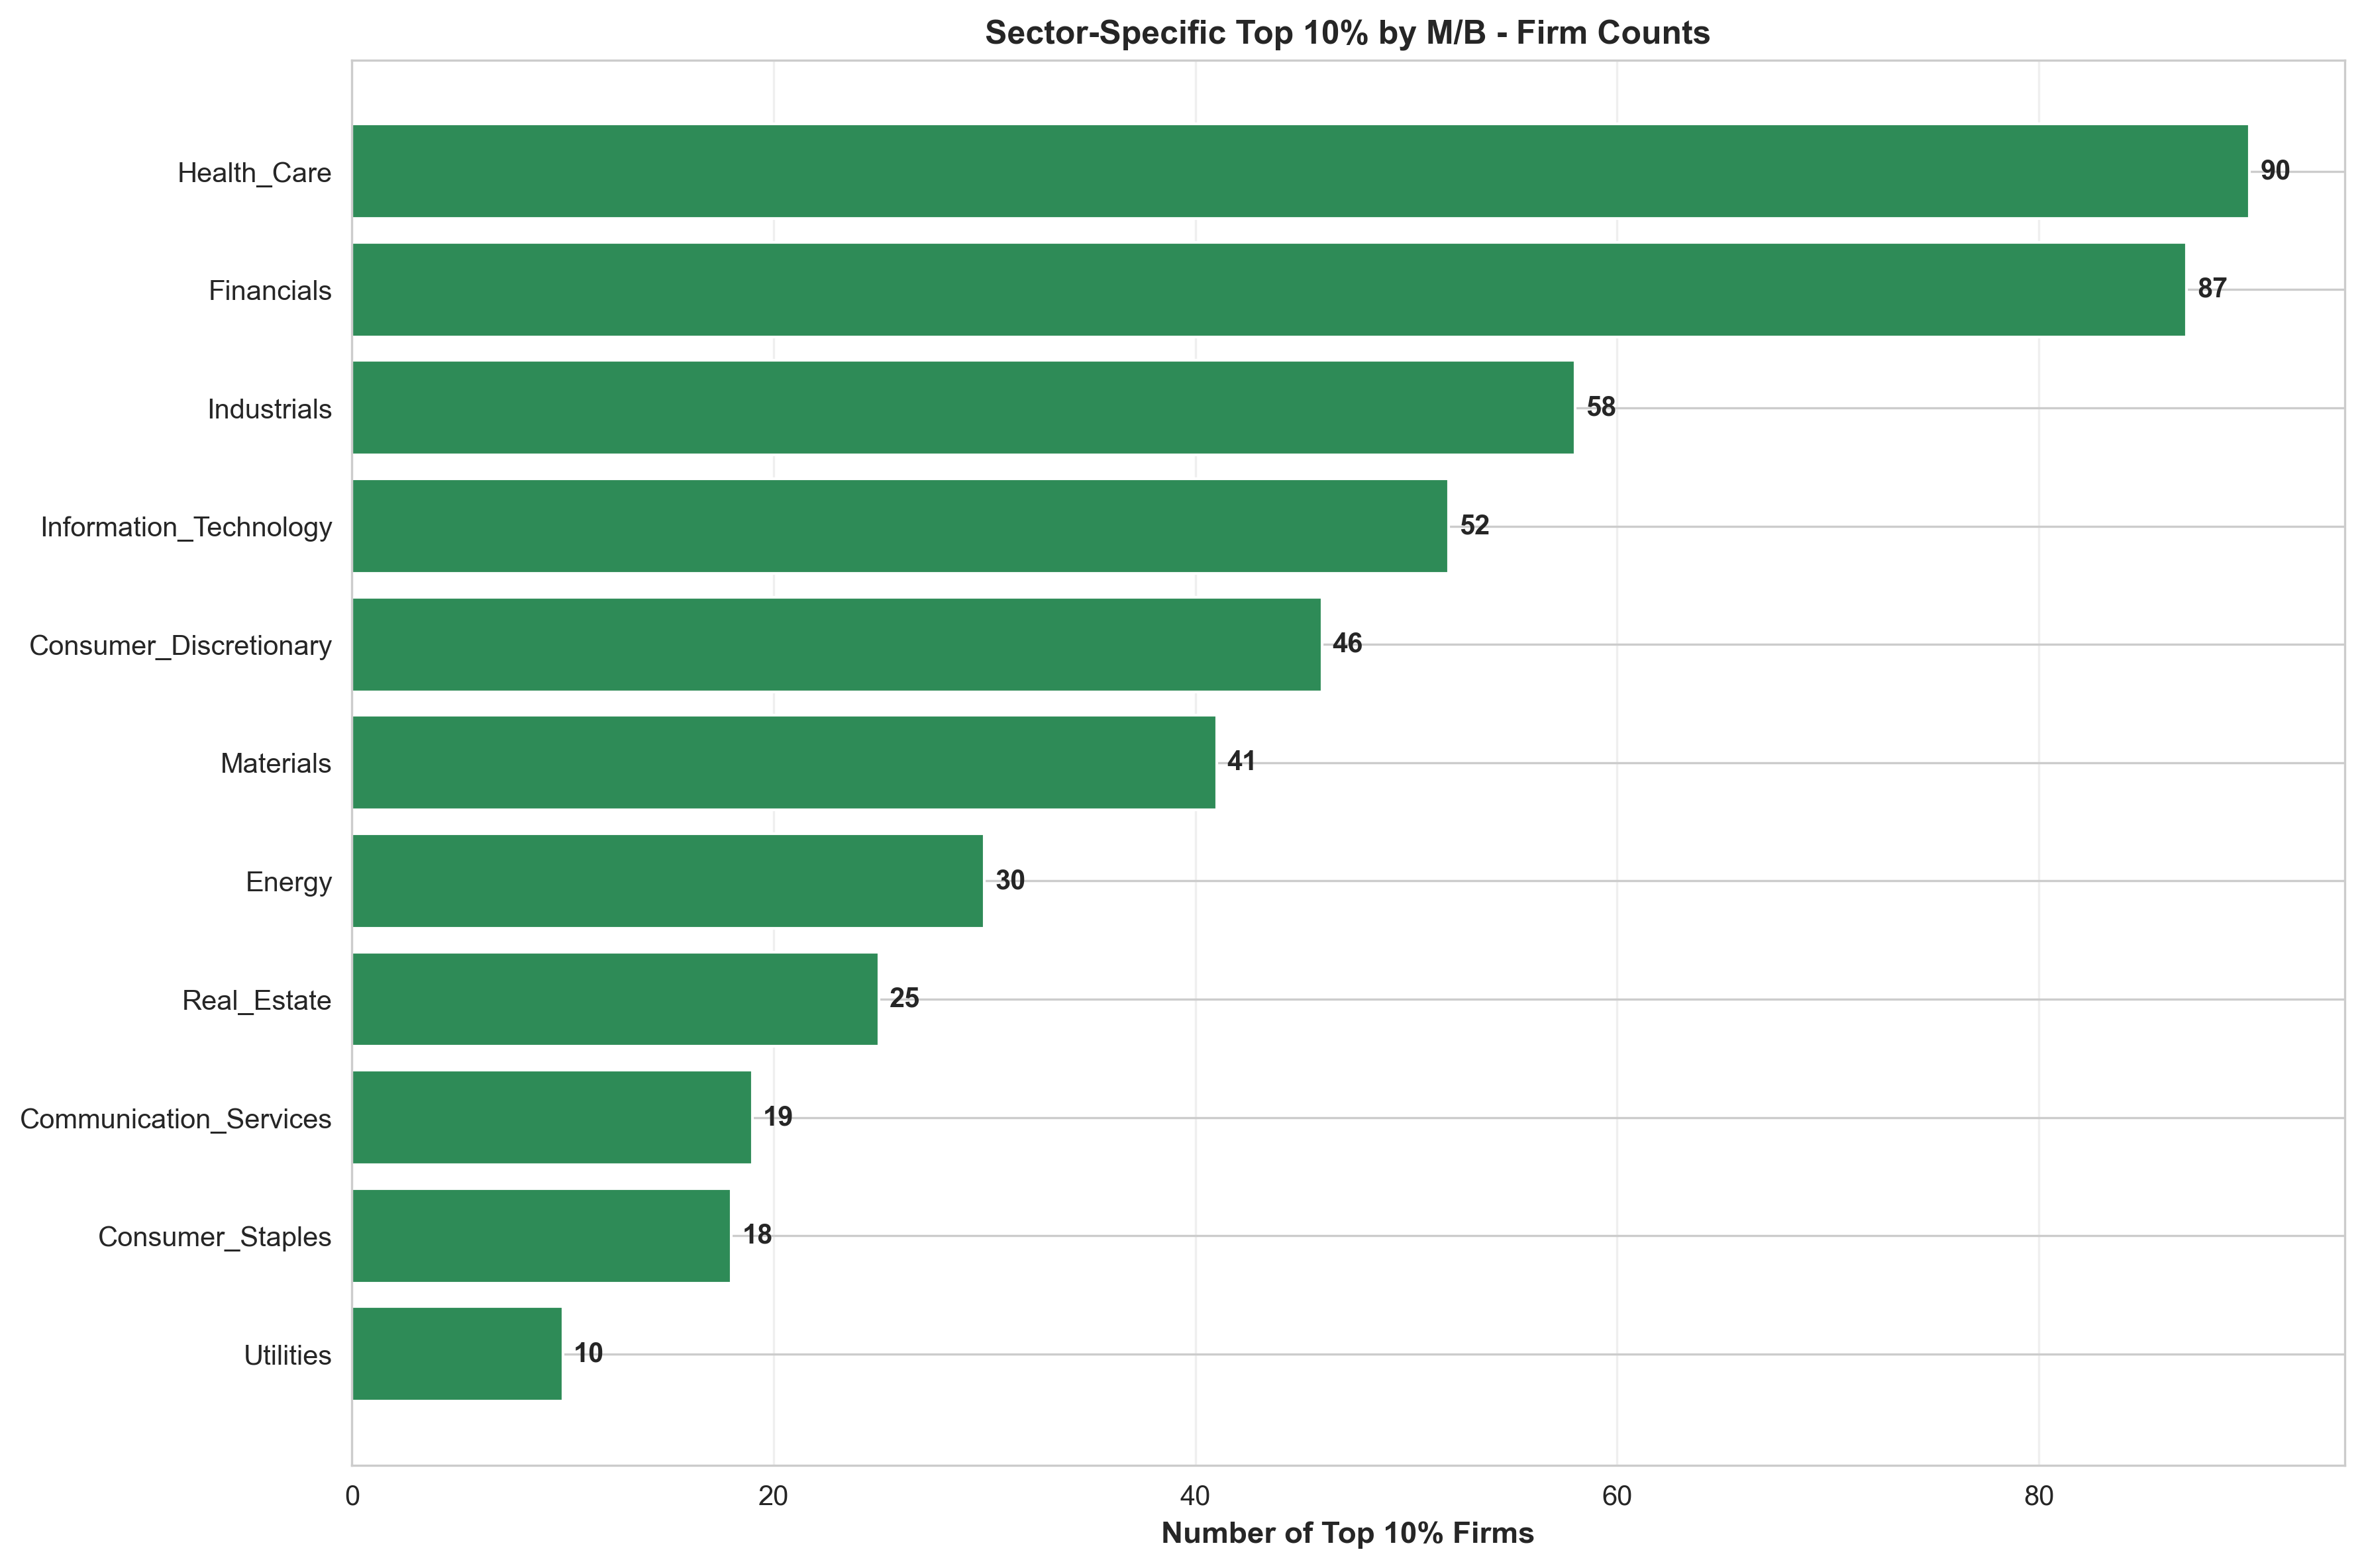 Sector-Specific Top 10% by M/B - Firm Counts
Health_Care 90
Financials 87
Industrials 58
Information_Technology 52
Consumer_Discretionary 46
Materials 41
Energy 30
Real_Estate 25
Communication_Services 19
Consumer_Staples 18
Utilities 10
0 20 40 60 80
Number of Top 10% Firms